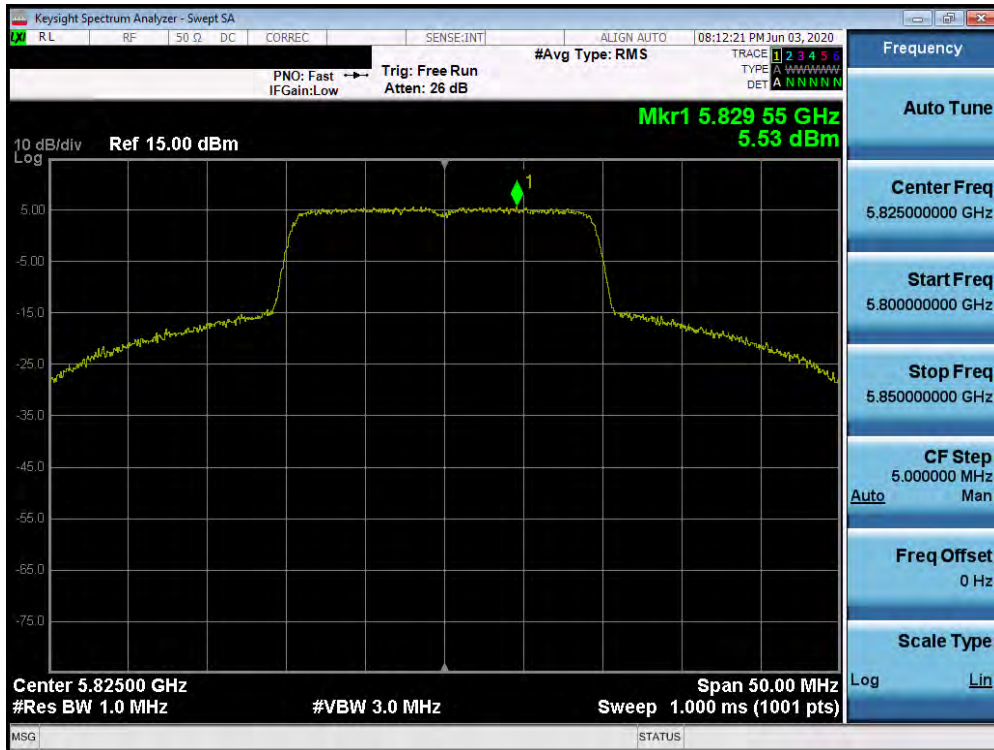 Keysight Spectrum Analyzer - Swept SA
LXI RL RF 50 Ω DC CORREC SENSE:INT ALIGN AUTO 08:12:21 PM Jun 03, 2020
#Avg Type: RMS
TRACE 1 2 3 4 5 6
TYPE A WWWWW
DET A N N N N N
PNO: Fast
IFGain:Low
Trig: Free Run
Atten: 26 dB
Mkr1 5.829 55 GHz
5.53 dBm
10 dB/div Ref 15.00 dBm
Log
1
5.00
-5.00
-15.0
-25.0
-35.0
-45.0
-55.0
-65.0
-75.0
Center 5.82500 GHz Span 50.00 MHz
#Res BW 1.0 MHz #VBW 3.0 MHz Sweep 1.000 ms (1001 pts)
MSG STATUS
Frequency
Auto Tune
Center Freq
5.825000000 GHz
Start Freq
5.800000000 GHz
Stop Freq
5.850000000 GHz
CF Step
5.000000 MHz
Auto Man
Freq Offset
0 Hz
Scale Type
Log Lin